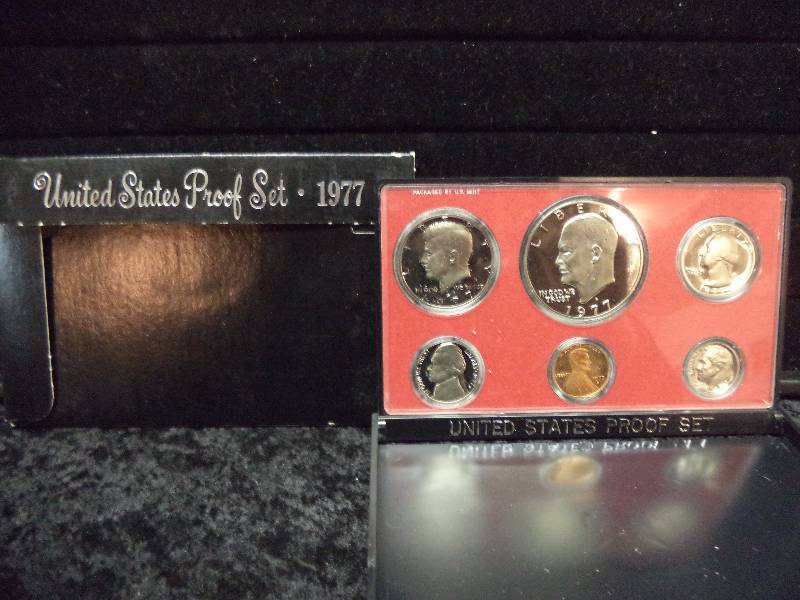 United States Proof Set · 1977
PACKAGED BY U.S. MINT
LIBERTY
IN GOD WE
TRUST
1977
UNITED STATES PROOF SET